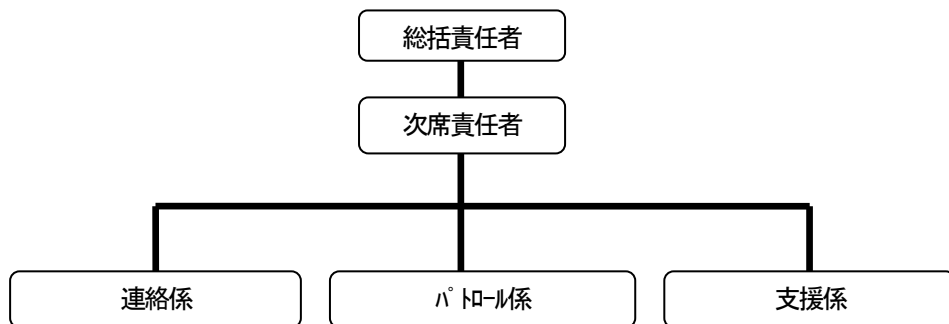 総括責任者
次席責任者
連絡係
ﾊﾟﾄﾛｰﾙ係
支援係